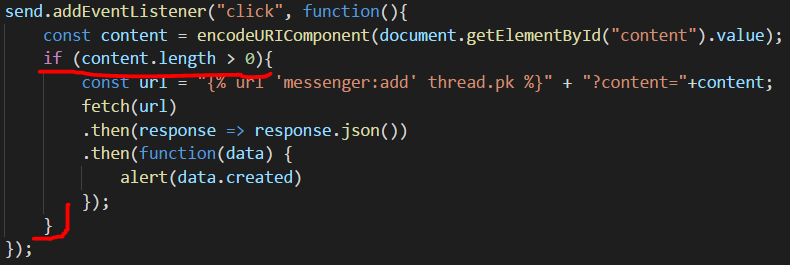 send.addEventListener("click", function(){
const content = encodeURIComponent(document.getElementById("content").value);
if (content.length > 0){
const url = "{% url 'messenger:add' thread.pk %}" + "?content="+content;
fetch(url)
.then(response => response.json())
.then(function(data) {
alert(data.created)
});
}
});